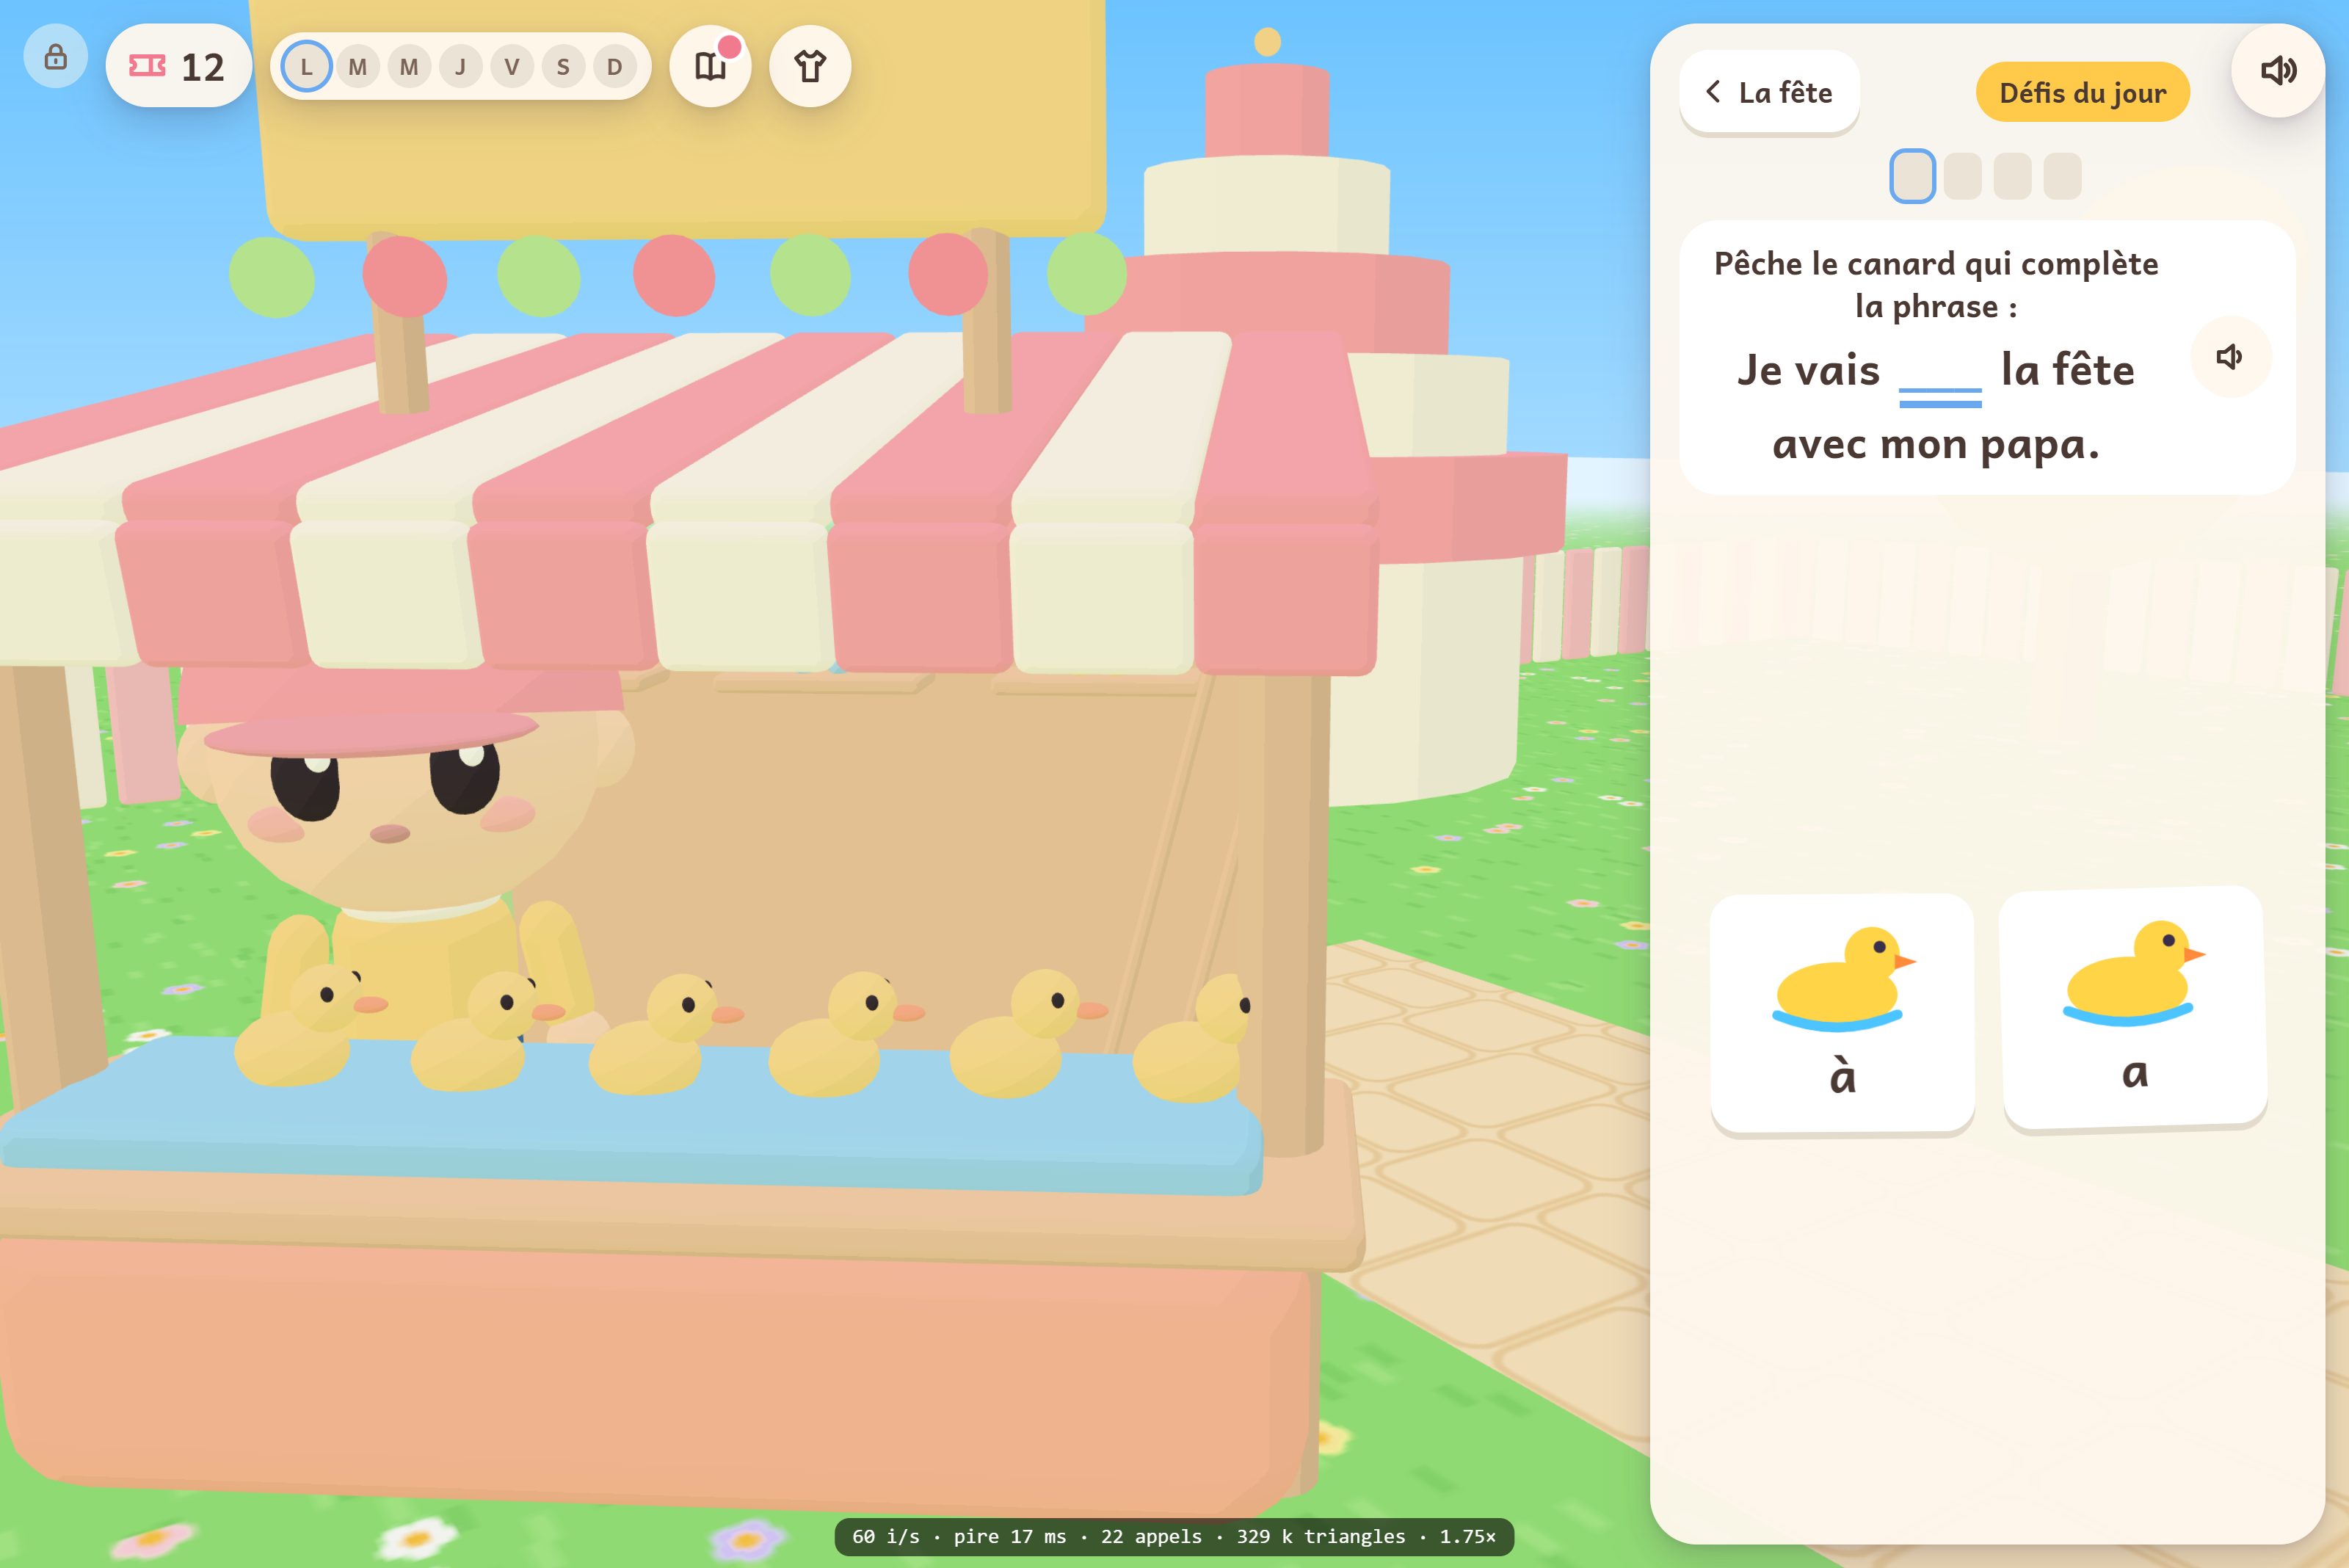 12
L M M J V S D
La fête
Défis du jour
Pêche le canard qui complète
la phrase :
Je vais ____ la fête
avec mon papa.
à
a
60 i/s · pire 17 ms · 22 appels · 329 k triangles · 1.75×